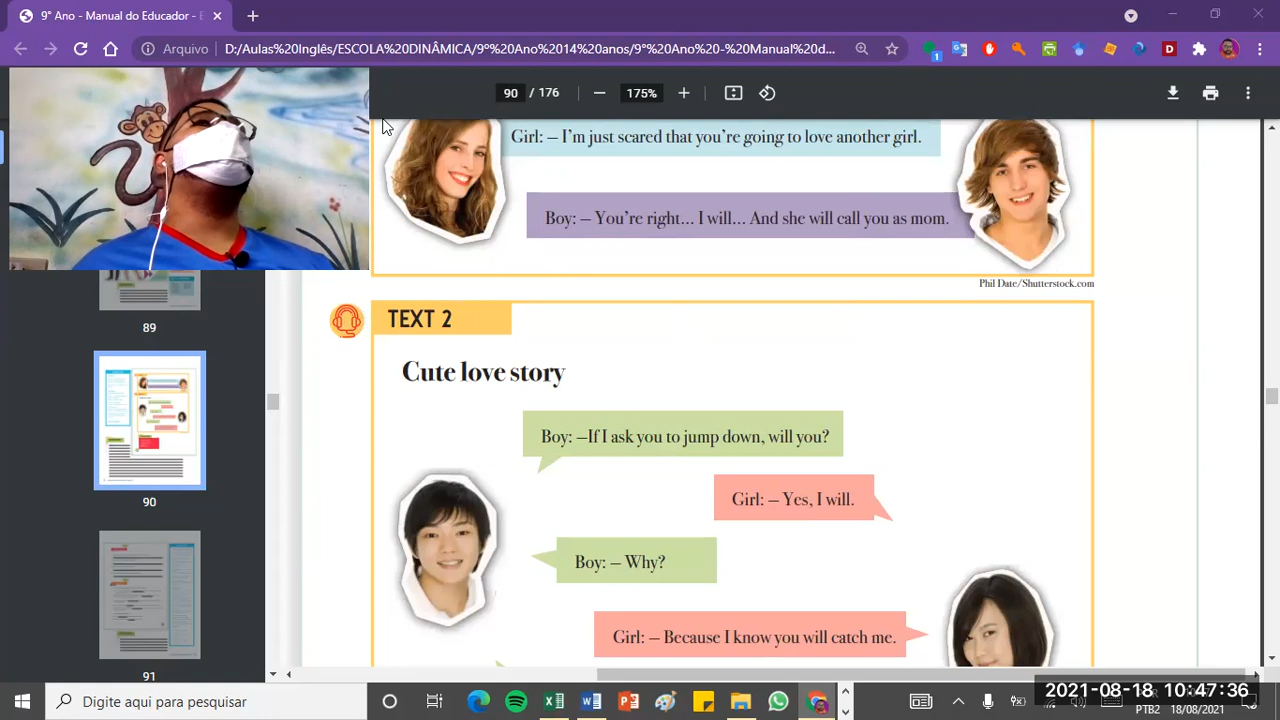 9° Ano - Manual do Educador - E
Arquivo
D:/Aulas%20Inglês/ESCOLA%20DINÂMICA/9º%20Ano%2014%20anos/9°%20Ano%20-%20Manual%20d...
90 / 176
175%
Girl: – I'm just scared that you're going to love another girl.
Boy: – You're right... I will... And she will call you as mom.
Phil Date/Shutterstock.com
89
TEXT 2
Cute love story
Boy: –If I ask you to jump down, will you?
Girl: – Yes, I will.
90
Boy: – Why?
Girl: – Because I know you will catch me.
91
Digite aqui para pesquisar
2021-08-18 10:47:36
PTB2
18/08/2021